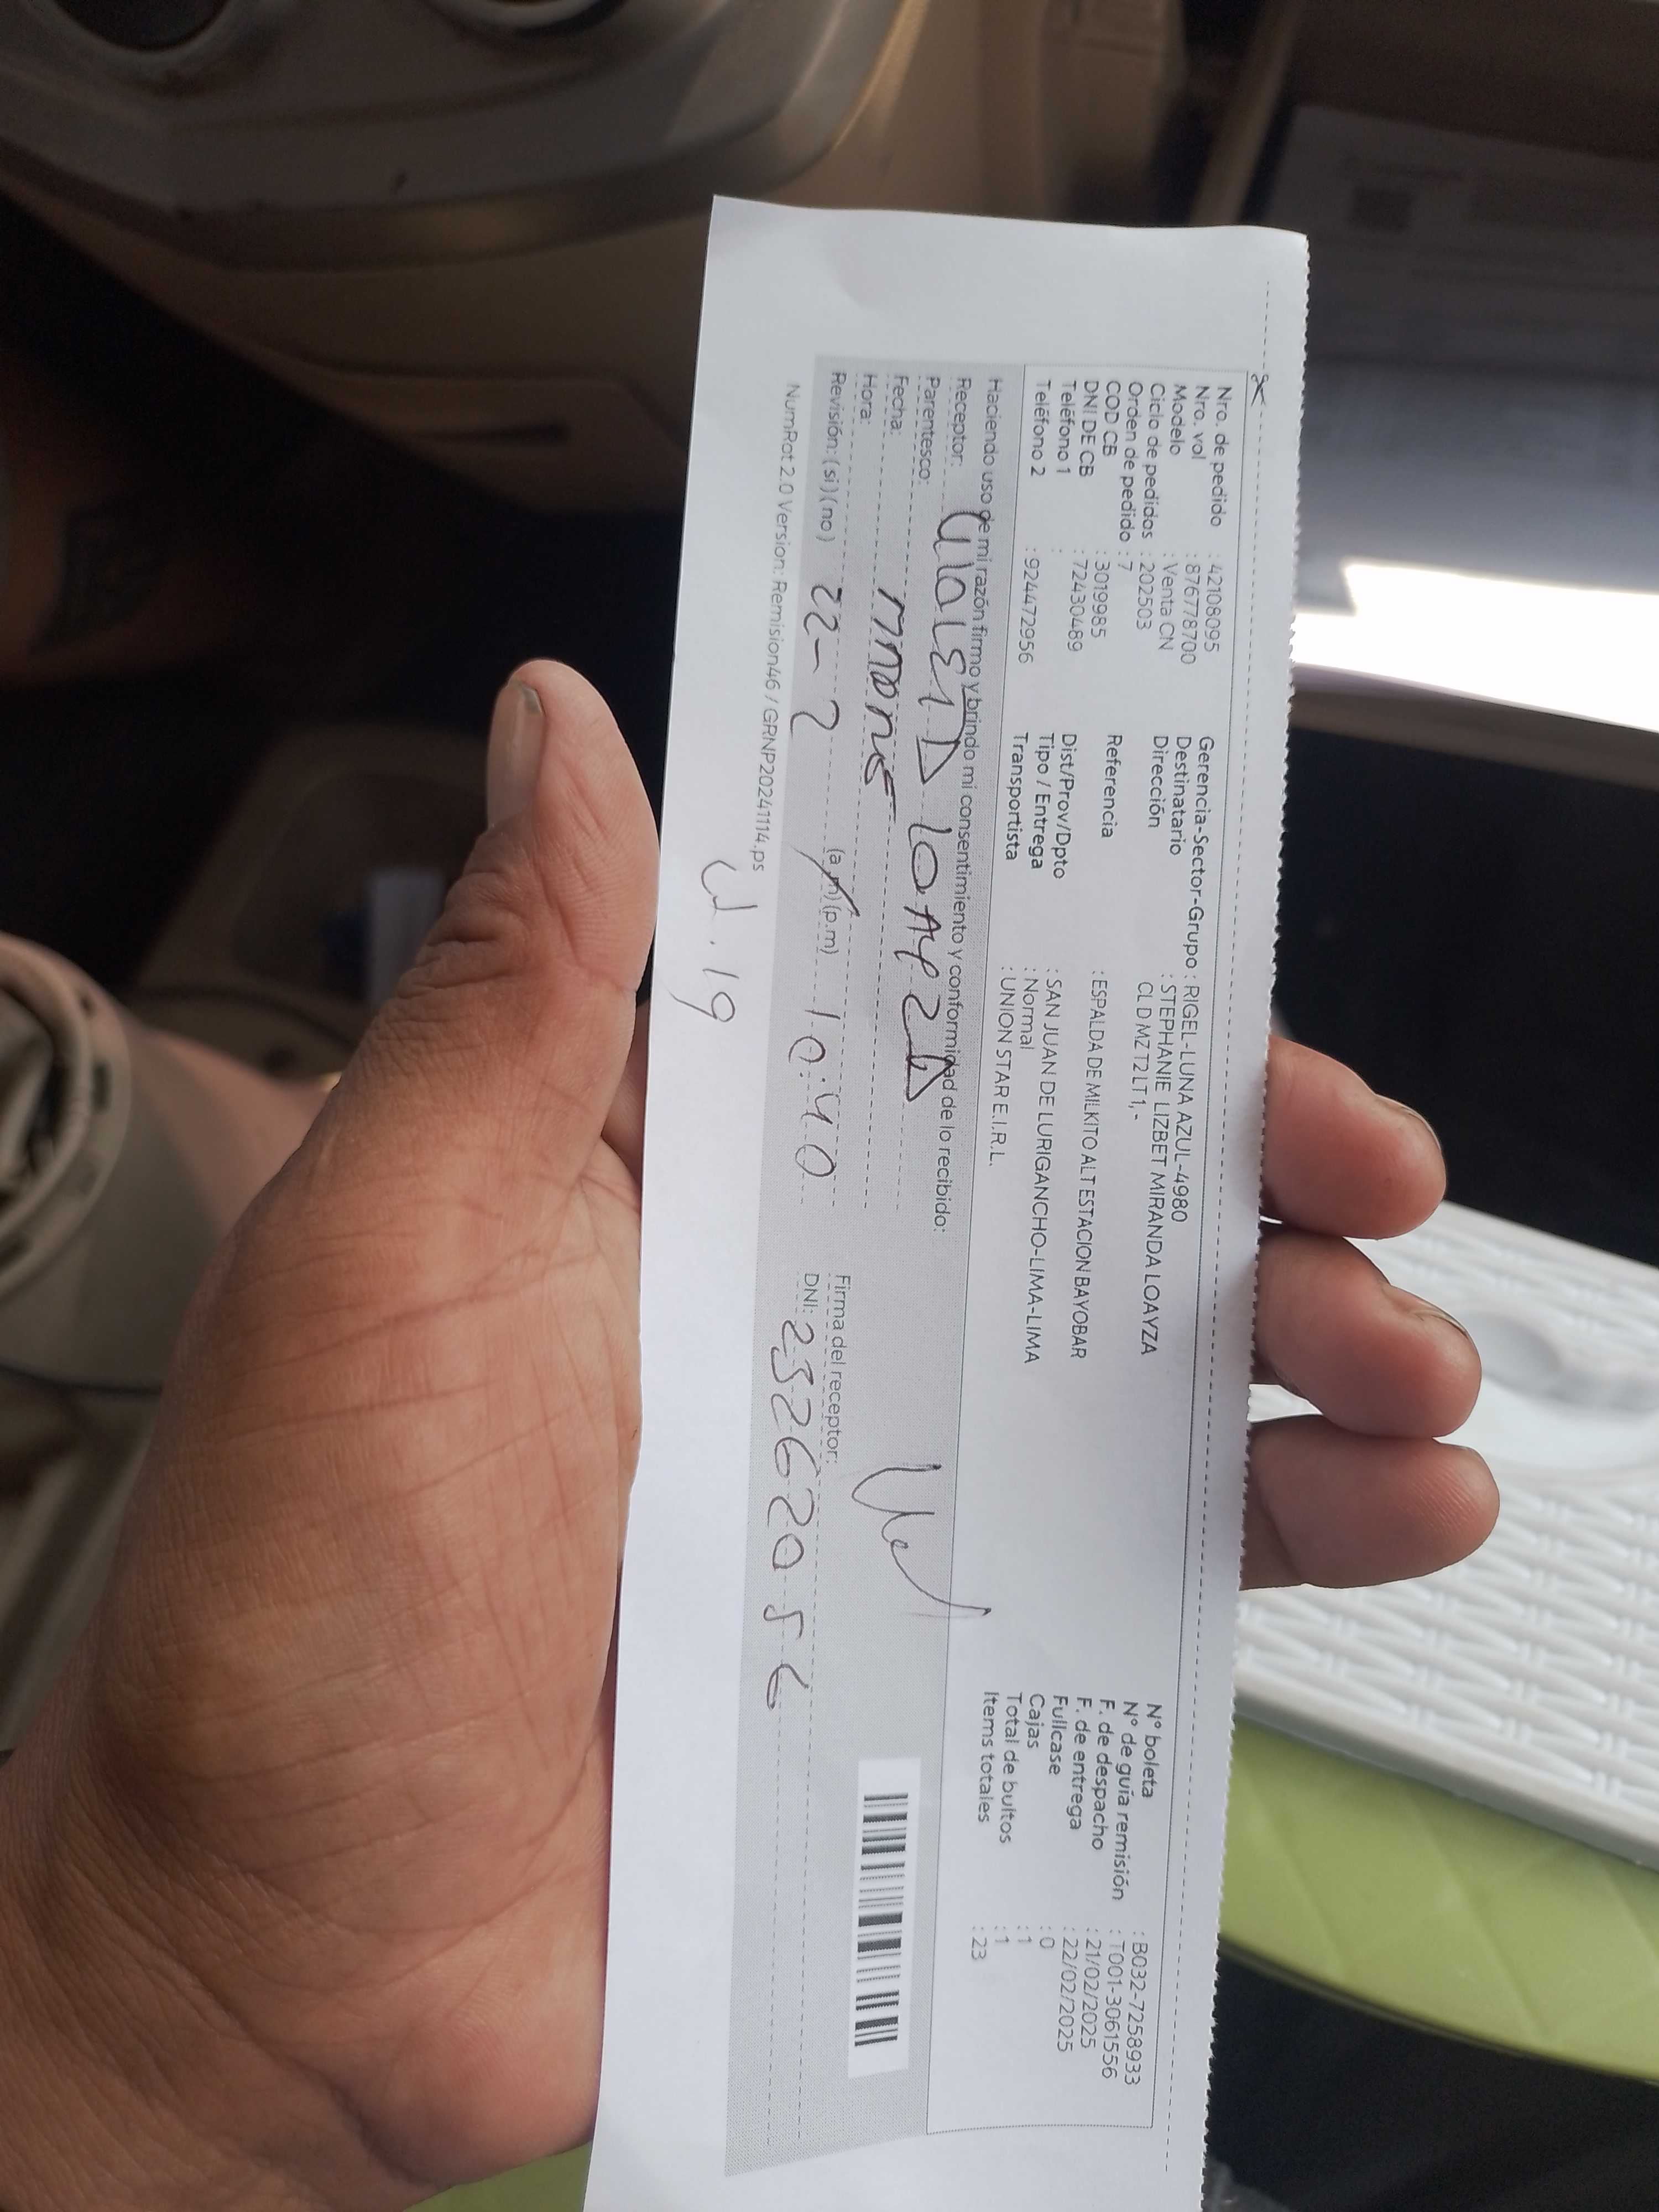 Nro. de pedido : 42108095
Nro. vol : 876778700
Modelo : Venta CN
Ciclo de pedidos : 202503
Orden de pedido : 7
COD CB : 3019985
DNI DE CB : 72430489
Teléfono 1 :
Teléfono 2 : 924472956
Gerencia-Sector-Grupo : RIGEL-LUNA AZUL-4980
Destinatario : STEPHANIE LIZBET MIRANDA LOAYZA
Dirección CL D MZ T2 LT 1,-
Referencia : ESPALDA DE MILKITO ALT ESTACION BAYOBAR
Dist/Prov/Dpto : SAN JUAN DE LURIGANCHO-LIMA-LIMA
Tipo / Entrega : Normal
Transportista : UNION STAR E.I.R.L.
N° boleta : B032-7258933
N° de guía remisión : T001-3061556
F. de despacho : 21/02/2025
F. de entrega : 22/02/2025
Fullcase : 0
Cajas : 1
Total de bultos : 1
Items totales : 23
Haciendo uso de mi razón firmo y brindo mi consentimiento y conformidad de lo recibido:
Receptor: LOAYZA
Parentesco:
Fecha: 22-2
Hora: (a.m) (p.m) 10:40
Revisión: (si) (no)
Firma del receptor:
DNI: 23262056
NumRot 2.0 Version: Remision46 / GRNP20241114.ps